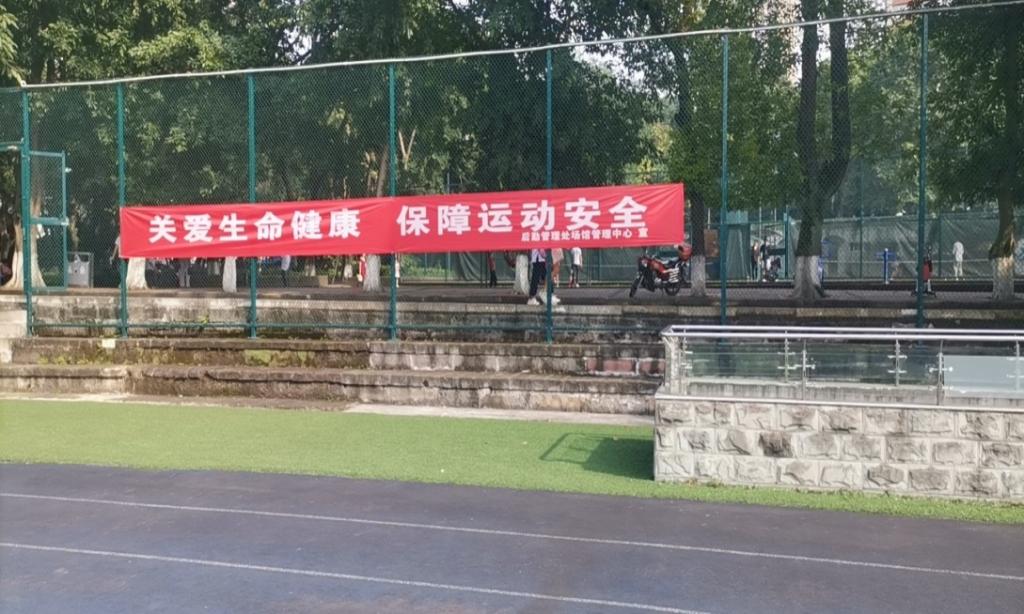 关爱生命健康 保障运动安全
后勤管理处场馆管理中心 宣